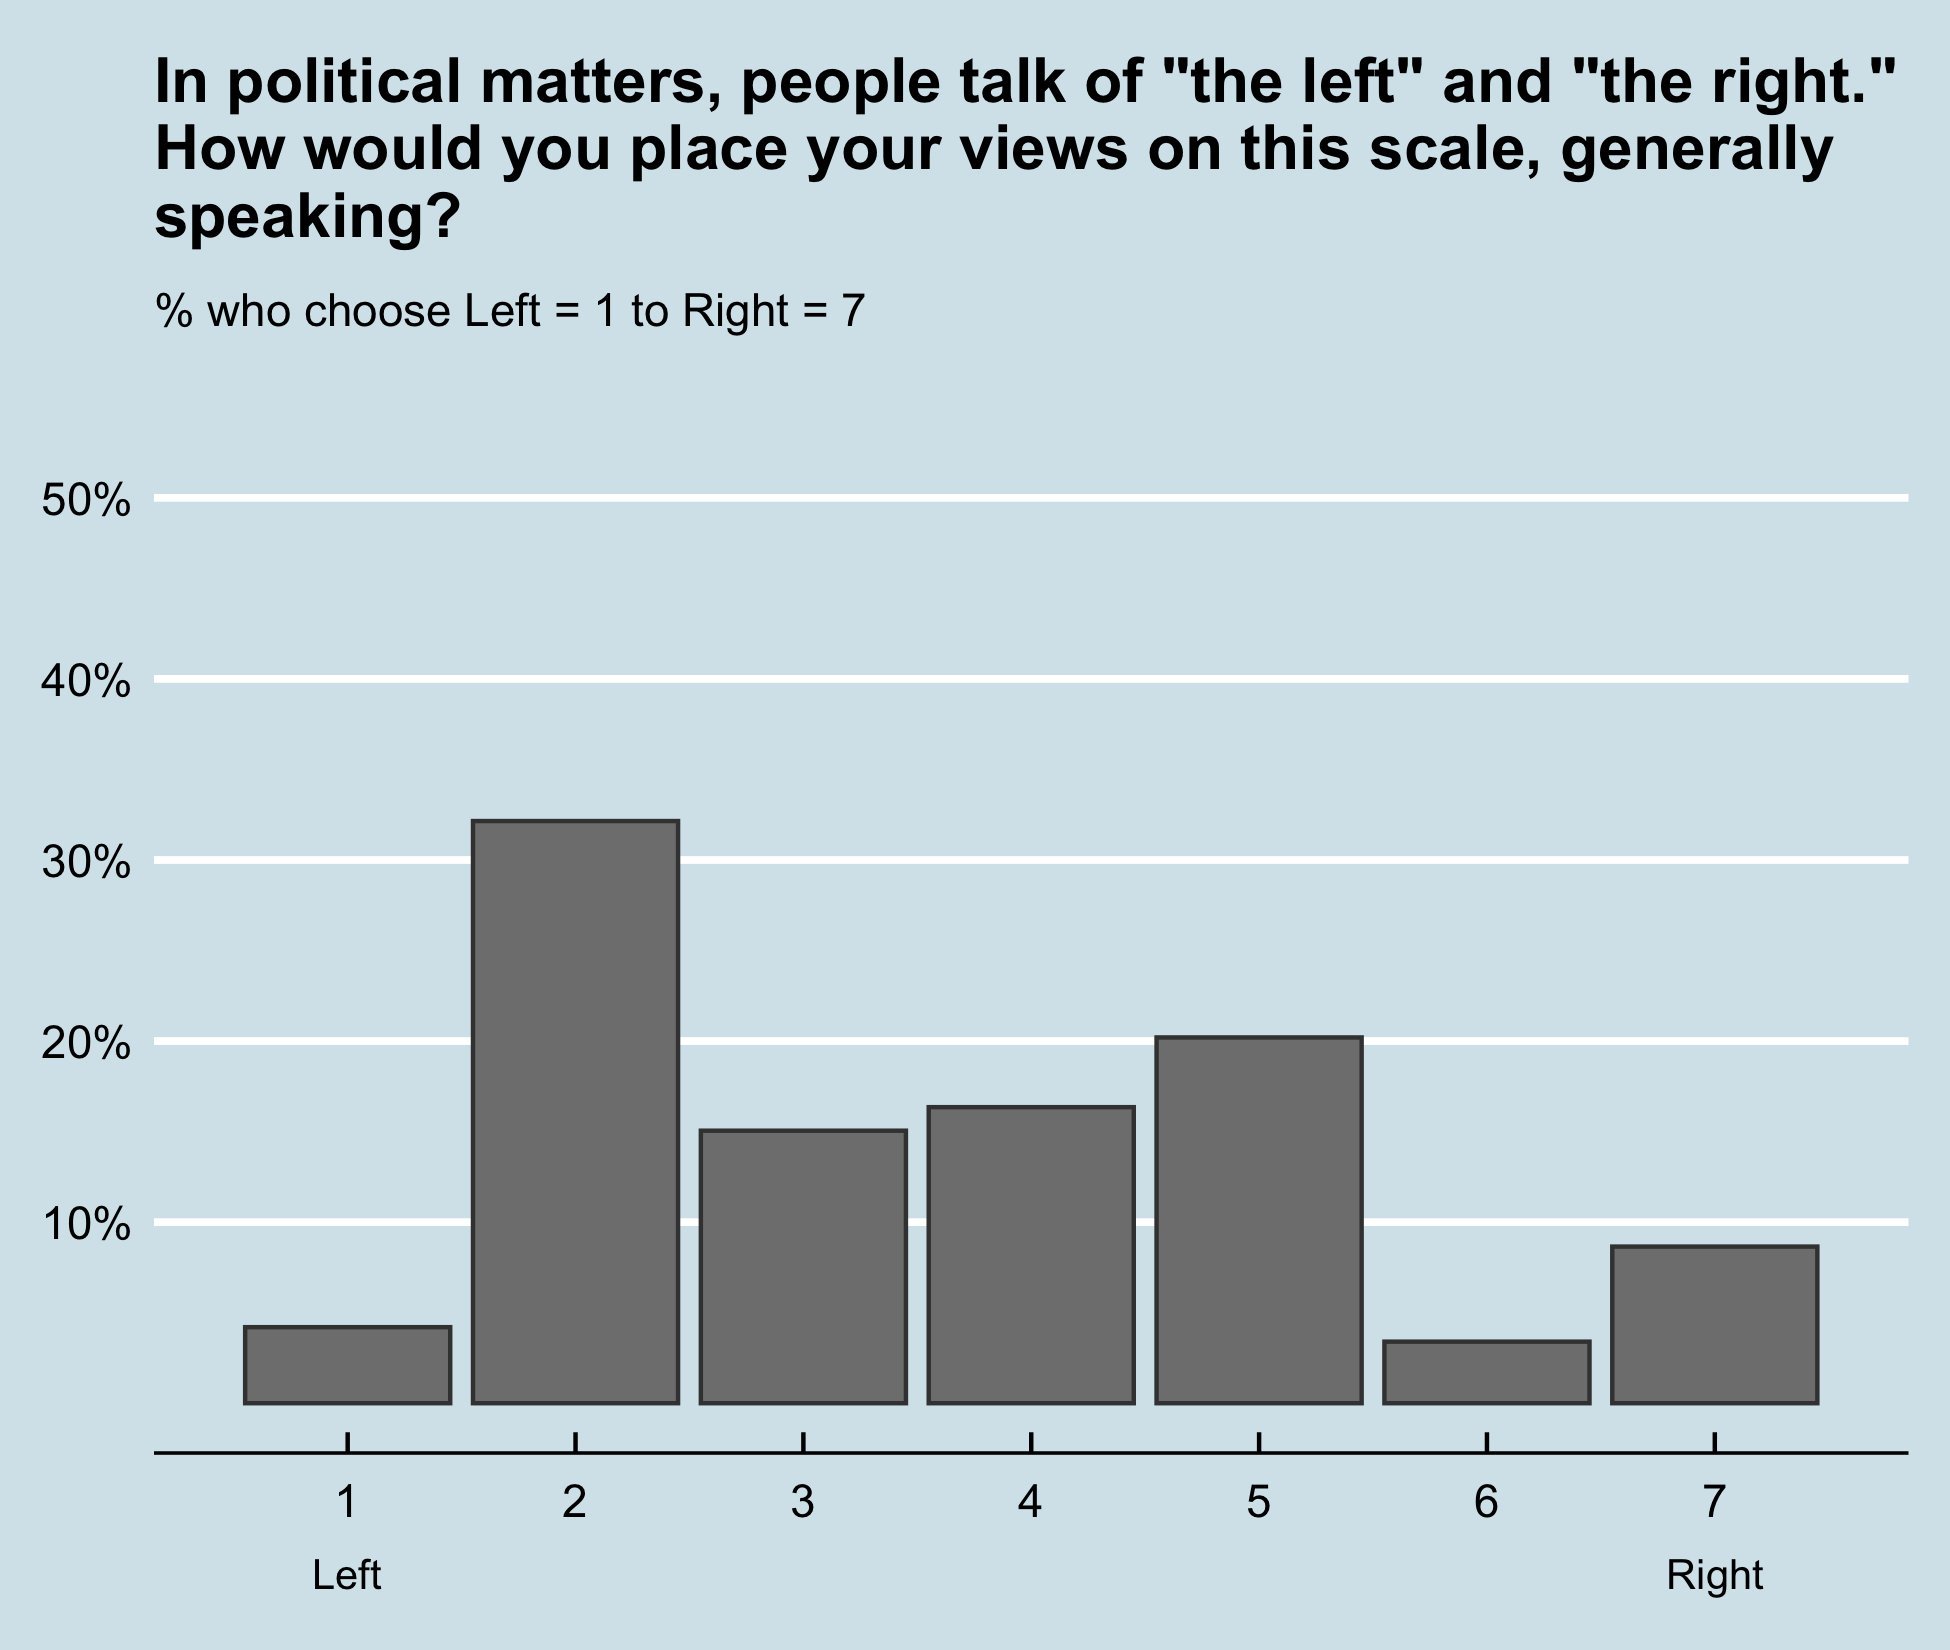 In political matters, people talk of "the left" and "the right."
How would you place your views on this scale, generally
speaking?
% who choose Left = 1 to Right = 7
50%
40%
30%
20%
10%
1 2 3 4 5 6 7
Left Right